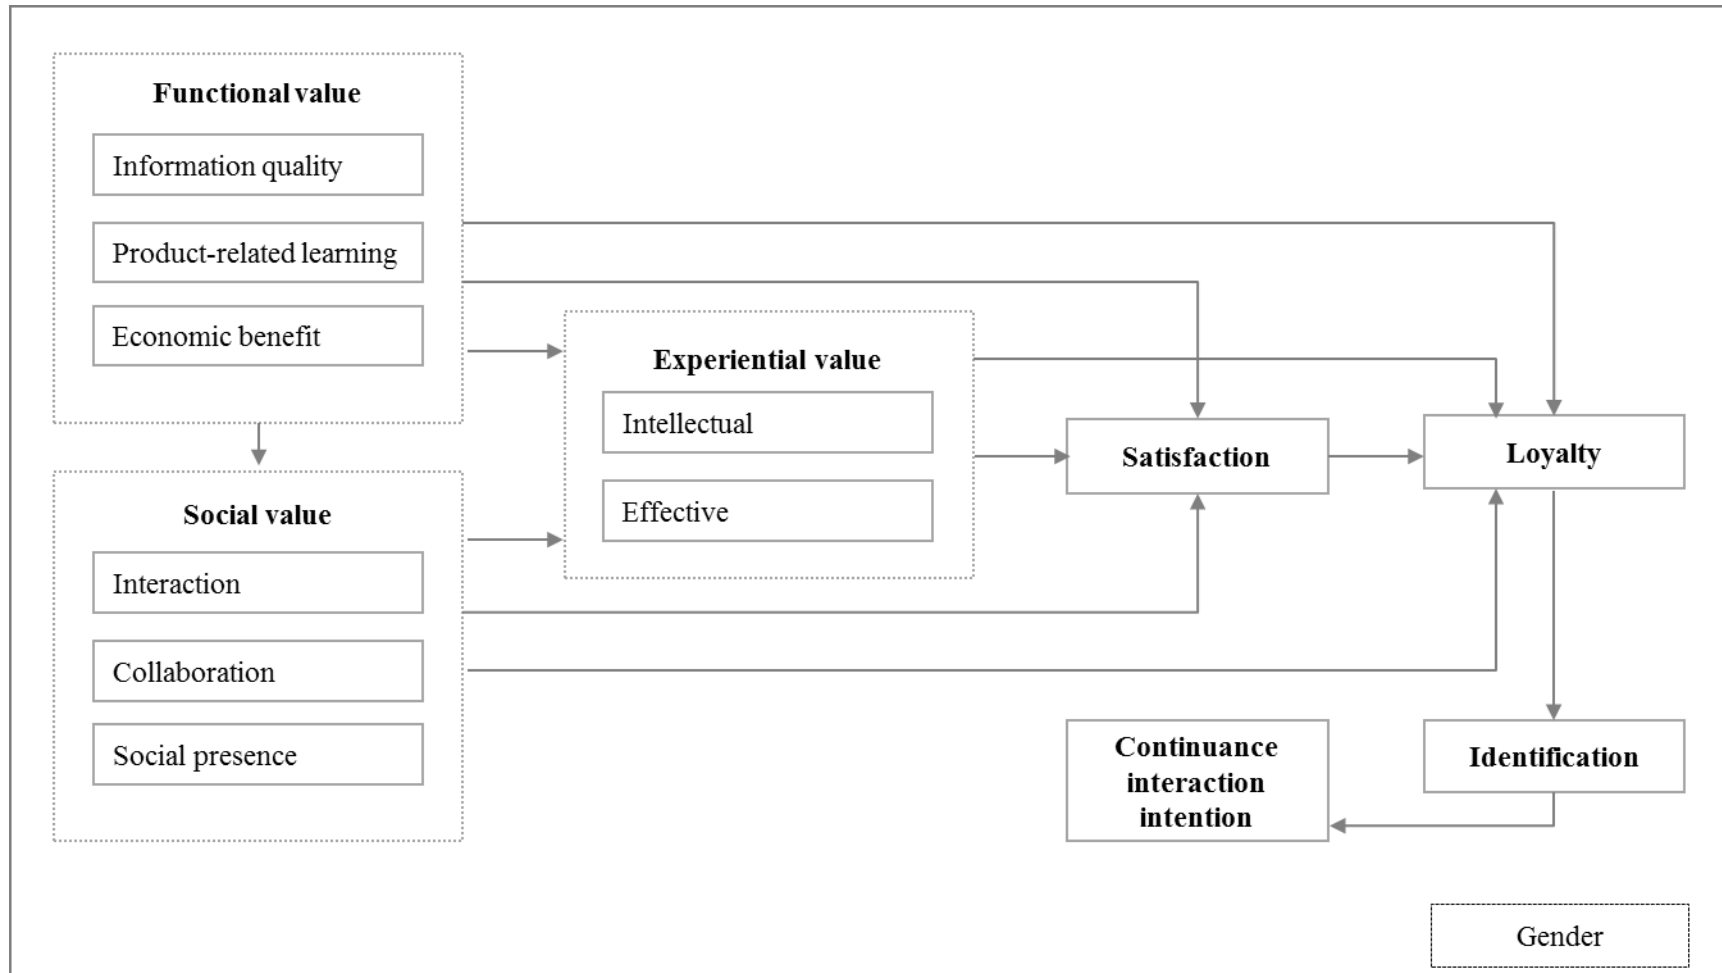 Functional value
Information quality
Product-related learning
Economic benefit
Social value
Interaction
Collaboration
Social presence
Experiential value
Intellectual
Effective
Satisfaction
Loyalty
Continuance
interaction
intention
Identification
Gender